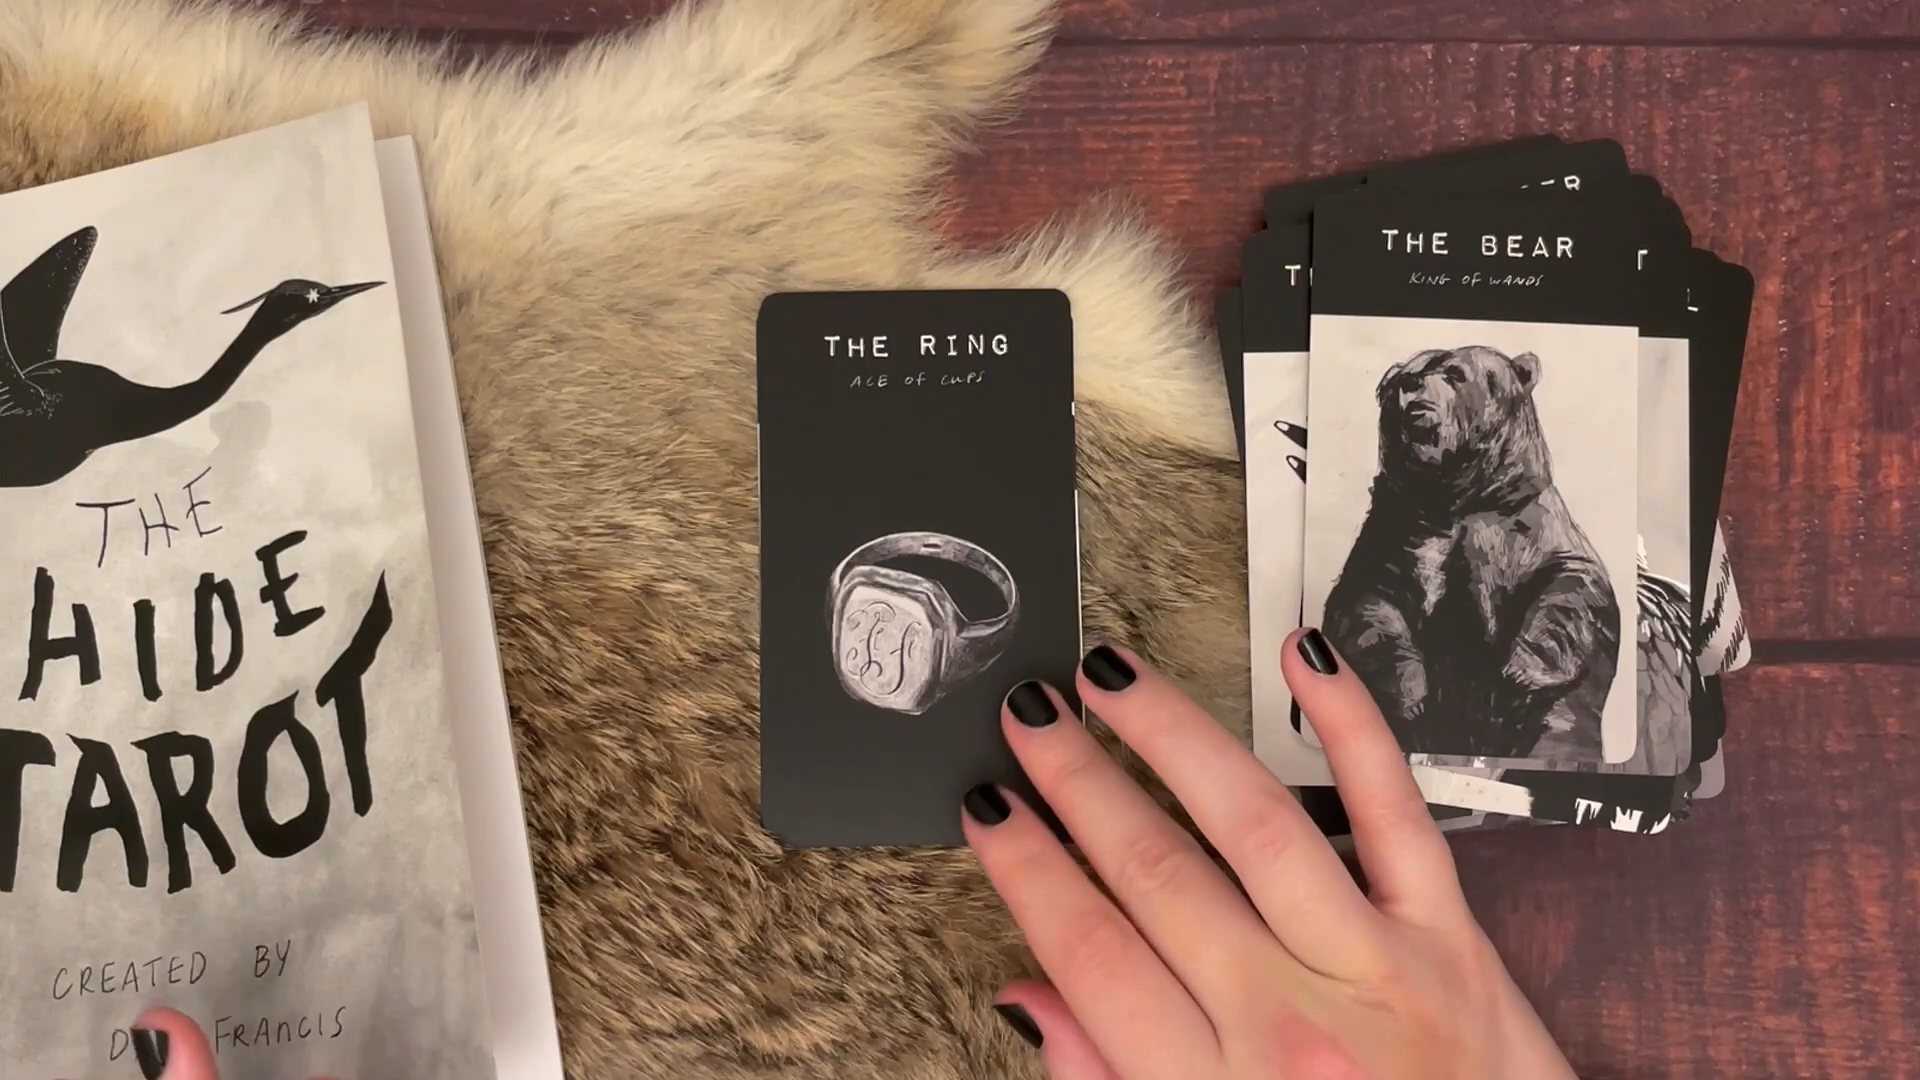 THE
HIDE
TAROT
CREATED BY
FRANCIS
THE RING
ACE OF CUPS
THE BEAR
KING OF WANDS